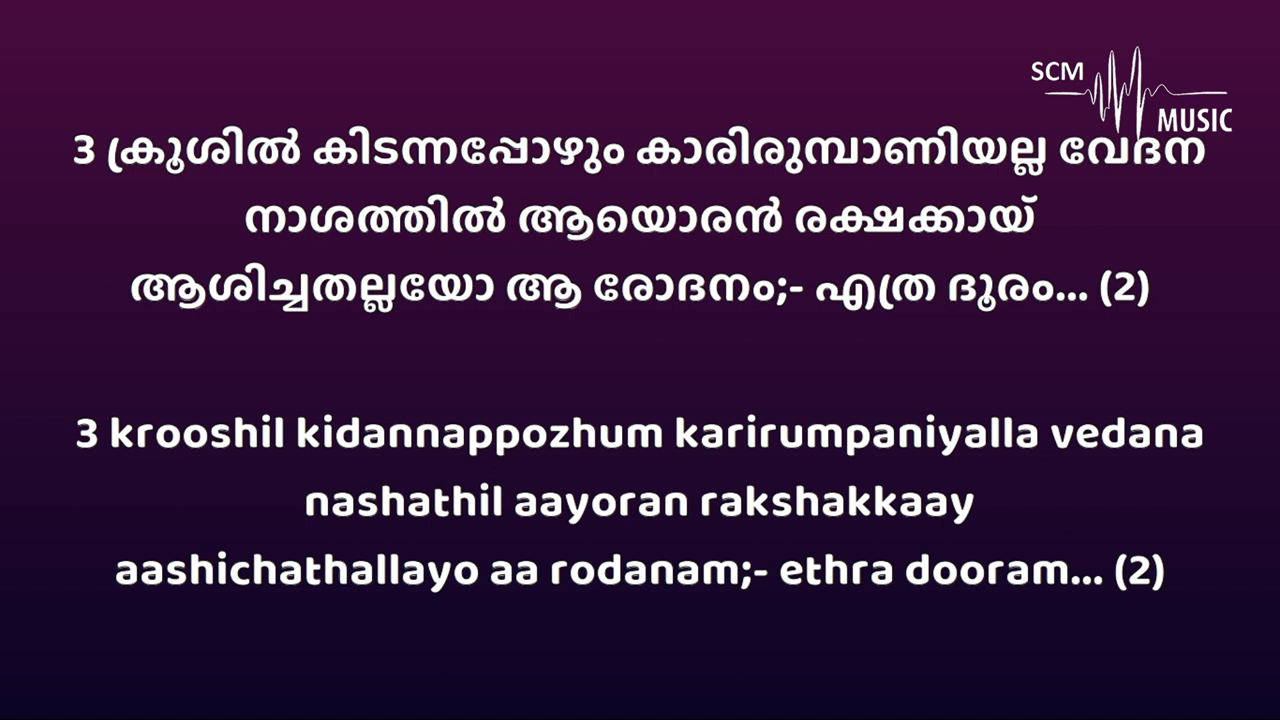 SCM
MUSIC
3 ക്രൂശിൽ കിടന്നപ്പോഴും കാരിരുമ്പാണിയല്ല വേദന
നാശത്തിൽ ആയൊരൻ രക്ഷക്കായ്
ആശിച്ചതല്ലയോ ആ രോദനം;- എത്ര ദൂരം... (2)
3 krooshil kidannappozhum karirumpaniyalla vedana
nashathil aayoran rakshakkaay
aashichathallayo aa rodanam;- ethra dooram... (2)